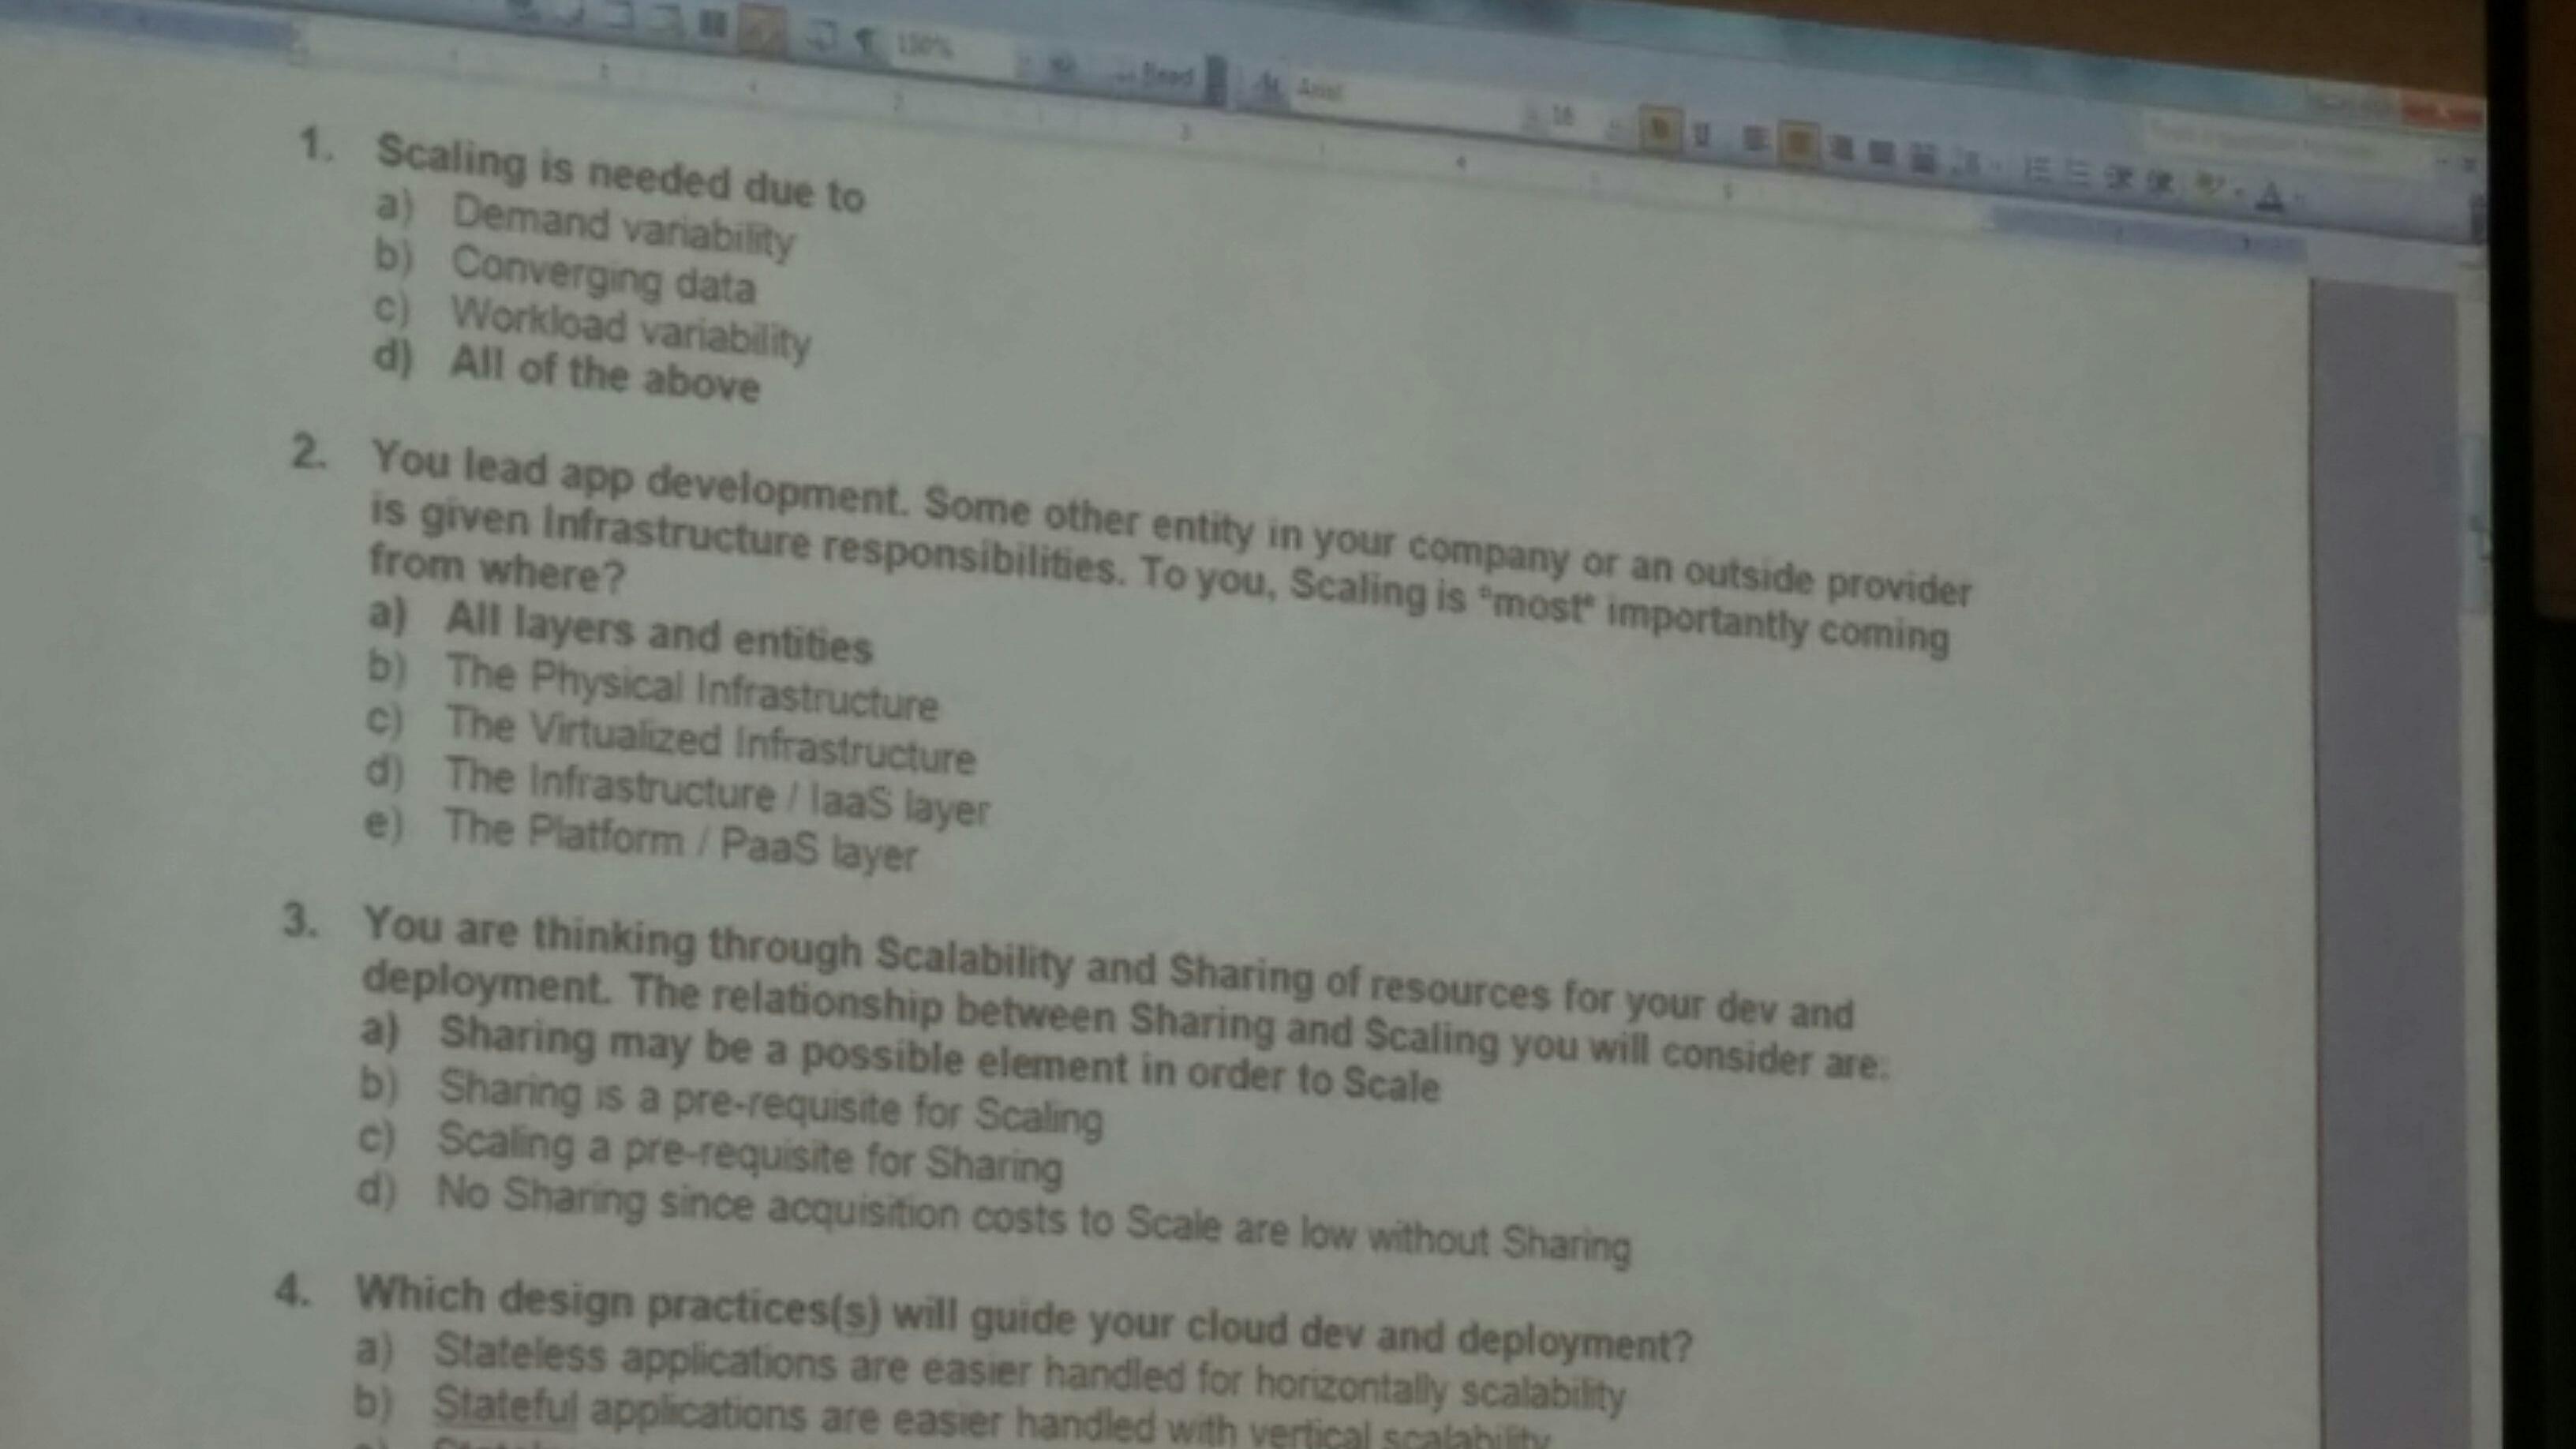 150%
Read
Arial
16
1. Scaling is needed due to
a) Demand variability
b) Converging data
c) Workload variability
d) All of the above
2. You lead app development. Some other entity in your company or an outside provider
is given Infrastructure responsibilities. To you, Scaling is *most* importantly coming
from where?
a) All layers and entities
b) The Physical Infrastructure
c) The Virtualized Infrastructure
d) The Infrastructure / IaaS layer
e) The Platform / PaaS layer
3. You are thinking through Scalability and Sharing of resources for your dev and
deployment. The relationship between Sharing and Scaling you will consider are:
a) Sharing may be a possible element in order to Scale
b) Sharing is a pre-requisite for Scaling
c) Scaling a pre-requisite for Sharing
d) No Sharing since acquisition costs to Scale are low without Sharing
4. Which design practices(s) will guide your cloud dev and deployment?
a) Stateless applications are easier handled for horizontally scalability
b) Stateful applications are easier handled with vertical scalability